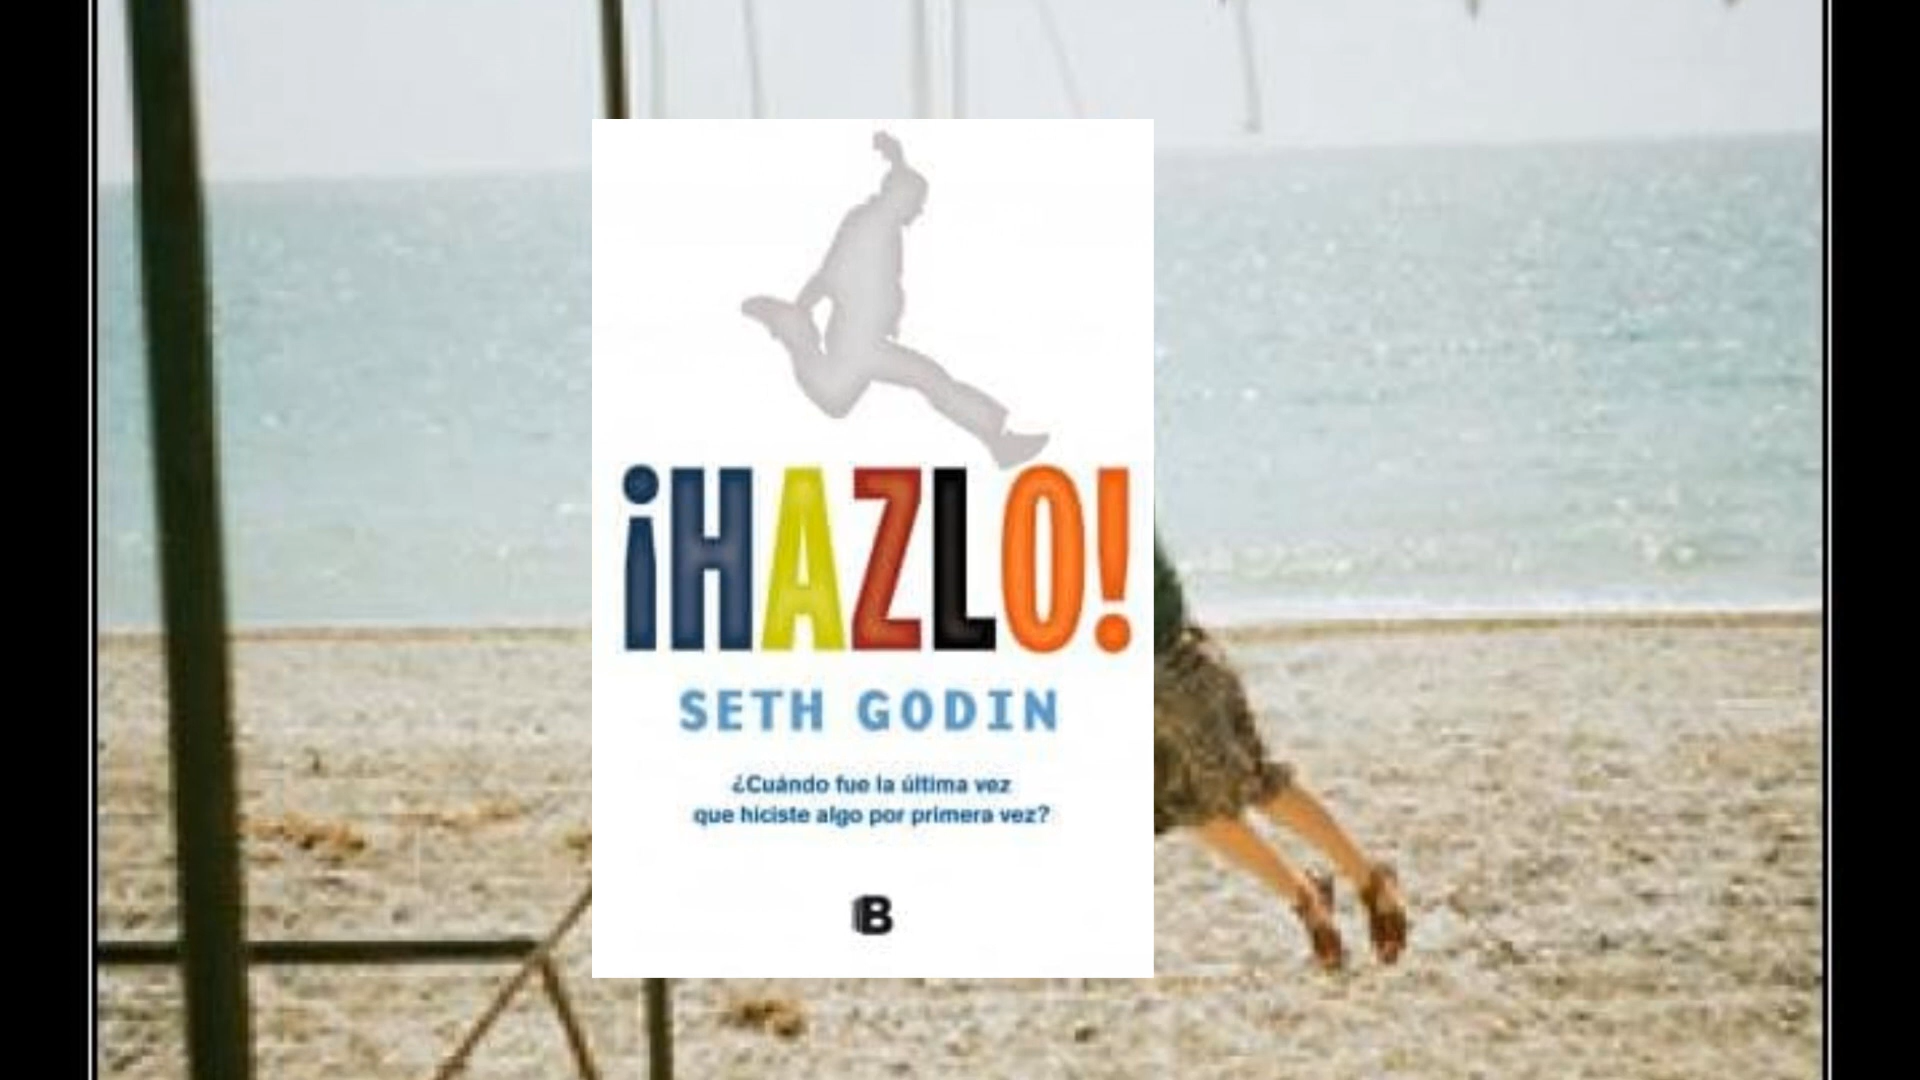 ¡HAZLO!
SETH GODIN
¿Cuándo fue la última vez
que hiciste algo por primera vez?
B